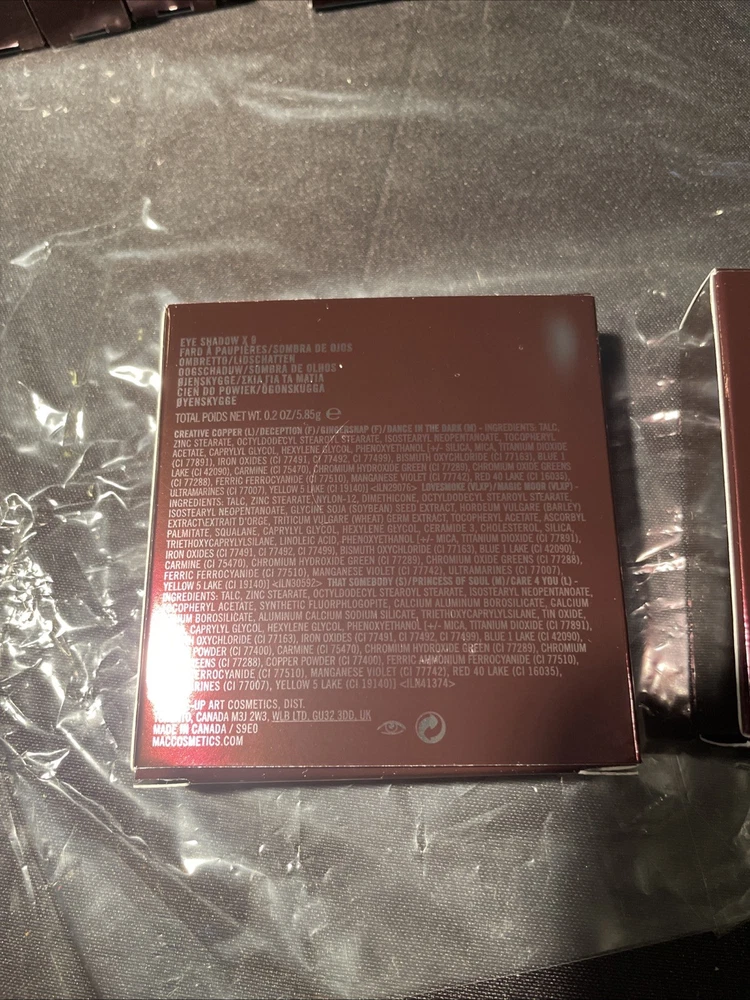 EYE SHADOW X 9
FARD À PAUPIÈRES/SOMBRA DE OJOS
OMBRETTO/LIDSCHATTEN
OOGSCHADUW/SOMBRA DE OLHOS
ØJENSKYGGE/ΣΚΙΑ ΓΙΑ ΤΑ ΜΑΤΙΑ
CIEŃ DO POWIEK/ÖGONSKUGGA
ØYENSKYGGE
TOTAL POIDS NET WT. 0.2 OZ/5.85g ℮
CREATIVE COPPER (L)/DECEPTION (F)/GINGERSNAP (F)/DANCE IN THE DARK (M) - INGREDIENTS: TALC,
ZINC STEARATE, OCTYLDODECYL STEAROYL STEARATE, ISOSTEARYL NEOPENTANOATE, TOCOPHERYL
ACETATE, CAPRYLYL GLYCOL, HEXYLENE GLYCOL, PHENOXYETHANOL [+/- SILICA, MICA, TITANIUM DIOXIDE
(CI 77891), IRON OXIDES (CI 77491, CI 77492, CI 77499), BISMUTH OXYCHLORIDE (CI 77163), BLUE 1
LAKE (CI 42090), CARMINE (CI 75470), CHROMIUM HYDROXIDE GREEN (CI 77289), CHROMIUM OXIDE GREENS
(CI 77288), FERRIC FERROCYANIDE (CI 77510), MANGANESE VIOLET (CI 77742), RED 40 LAKE (CI 16035),
ULTRAMARINES (CI 77007), YELLOW 5 LAKE (CI 19140)] <ILN29076> (VLXP)/ (VLXP) -
INGREDIENTS: TALC, ZINC STEARATE, NYLON-12, DIMETHICONE, OCTYLDODECYL STEAROYL STEARATE,
ISOSTEARYL NEOPENTANOATE, GLYCINE SOJA (SOYBEAN) SEED EXTRACT, HORDEUM VULGARE (BARLEY)
EXTRACT\EXTRAIT D'ORGE, TRITICUM VULGARE (WHEAT) GERM EXTRACT, TOCOPHERYL ACETATE, ASCORBYL
PALMITATE, SQUALANE, CAPRYLYL GLYCOL, HEXYLENE GLYCOL, CERAMIDE 3, CHOLESTEROL, SILICA,
TRIETHOXYCAPRYLYLSILANE, LINOLEIC ACID, PHENOXYETHANOL [+/- MICA, TITANIUM DIOXIDE (CI 77891),
IRON OXIDES (CI 77491, CI 77492, CI 77499), BISMUTH OXYCHLORIDE (CI 77163), BLUE 1 LAKE (CI 42090),
CARMINE (CI 75470), CHROMIUM HYDROXIDE GREEN (CI 77289), CHROMIUM OXIDE GREENS (CI 77288),
FERRIC FERROCYANIDE (CI 77510), MANGANESE VIOLET (CI 77742), ULTRAMARINES (CI 77007),
YELLOW 5 LAKE (CI 19140)] <ILN30592> THAT SOMEBODY (S)/PRINCESS OF SOUL (M)/CARE 4 YOU (L) -
INGREDIENTS: TALC, ZINC STEARATE, OCTYLDODECYL STEAROYL STEARATE, ISOSTEARYL NEOPENTANOATE,
TOCOPHERYL ACETATE, SYNTHETIC FLUORPHLOGOPITE, CALCIUM ALUMINUM BOROSILICATE, CALCIUM
BOROSILICATE, ALUMINUM CALCIUM SODIUM SILICATE, TRIETHOXYCAPRYLYLSILANE, TIN OXIDE,
CAPRYLYL GLYCOL, HEXYLENE GLYCOL, PHENOXYETHANOL [+/- MICA, TITANIUM DIOXIDE (CI 77891),
OXYCHLORIDE (CI 77163), IRON OXIDES (CI 77491, CI 77492, CI 77499), BLUE 1 LAKE (CI 42090),
POWDER (CI 77400), CARMINE (CI 75470), CHROMIUM HYDROXIDE GREEN (CI 77289), CHROMIUM
GREENS (CI 77288), COPPER POWDER (CI 77400), FERRIC AMMONIUM FERROCYANIDE (CI 77510),
FERROCYANIDE (CI 77510), MANGANESE VIOLET (CI 77742), RED 40 LAKE (CI 16035),
(CI 77007), YELLOW 5 LAKE (CI 19140)] <ILN41374>
-UP ART COSMETICS, DIST.
TORONTO, CANADA M3J 2W3, WLB LTD. GU32 3DD, UK
MADE IN CANADA / S9E0
MACCOSMETICS.COM